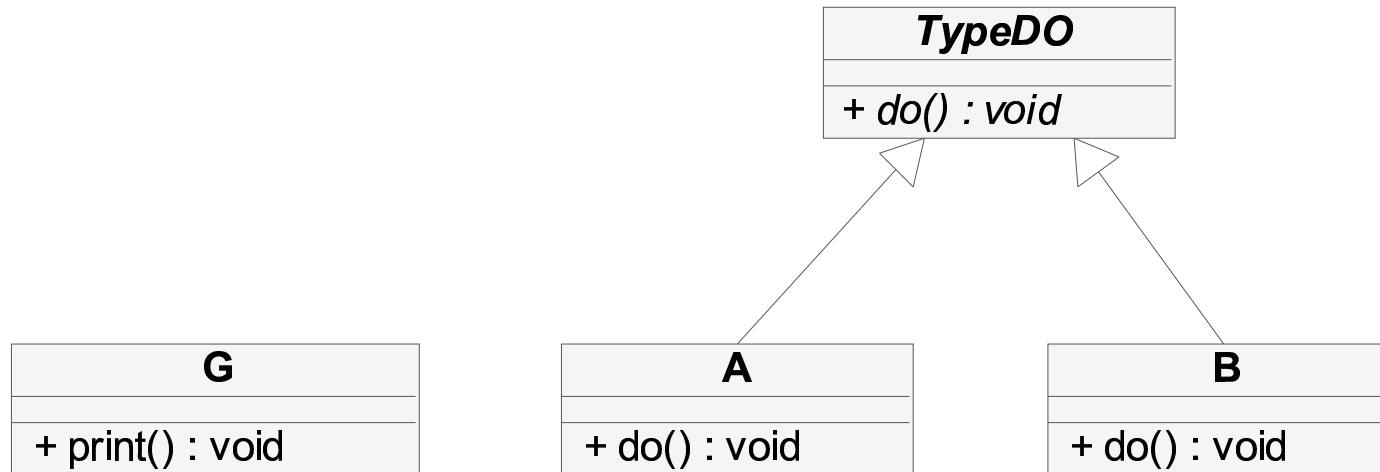 TypeDO
+ do() : void
G
+ print() : void
A
+ do() : void
B
+ do() : void